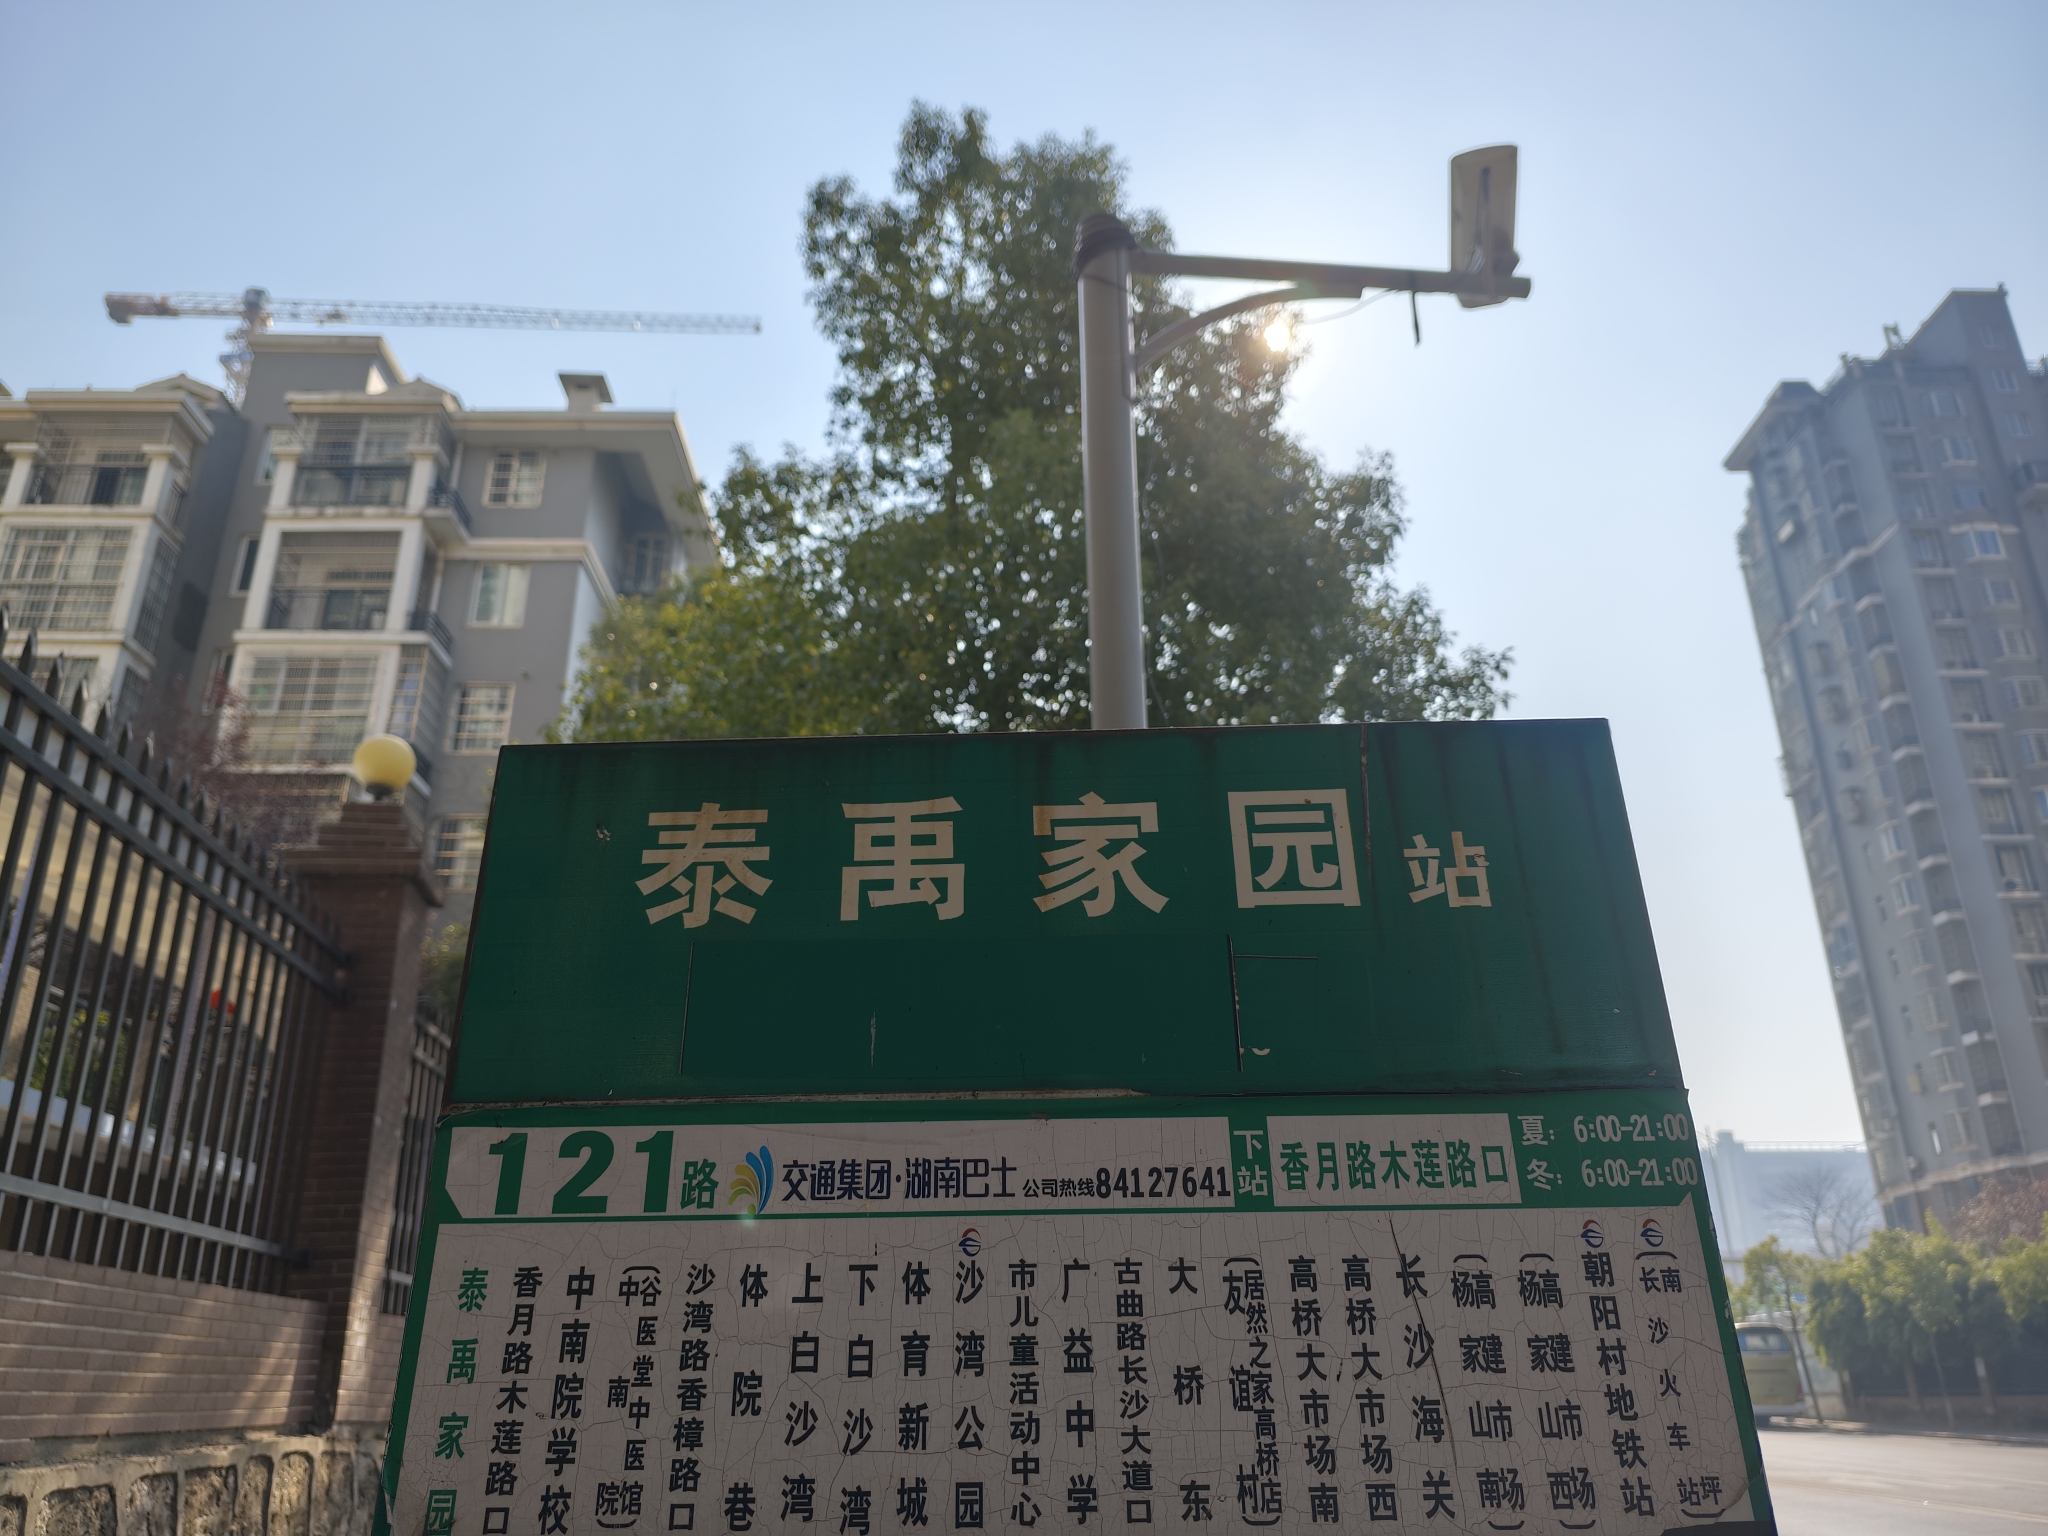 泰禹家园站
121路
交通集团·湖南巴士
公司热线84127641
下站
香月路木莲路口
夏：6:00-21:00
冬：6:00-21:00
泰禹家园
香月路木莲路口
中南院学校
中南医院
(谷医堂中医馆)
沙湾路香樟路口
体院巷
上白沙湾
下白沙湾
体育新城
沙湾公园
市儿童活动中心
广益中学
古曲路长沙大道口
大桥东
友谊村
(居然之家高桥店)
高桥大市场南
高桥大市场西
长沙海关
杨家山南
(高建市场)
杨家山西
(高建市场)
朝阳村地铁站
长沙火车站
(南坪)